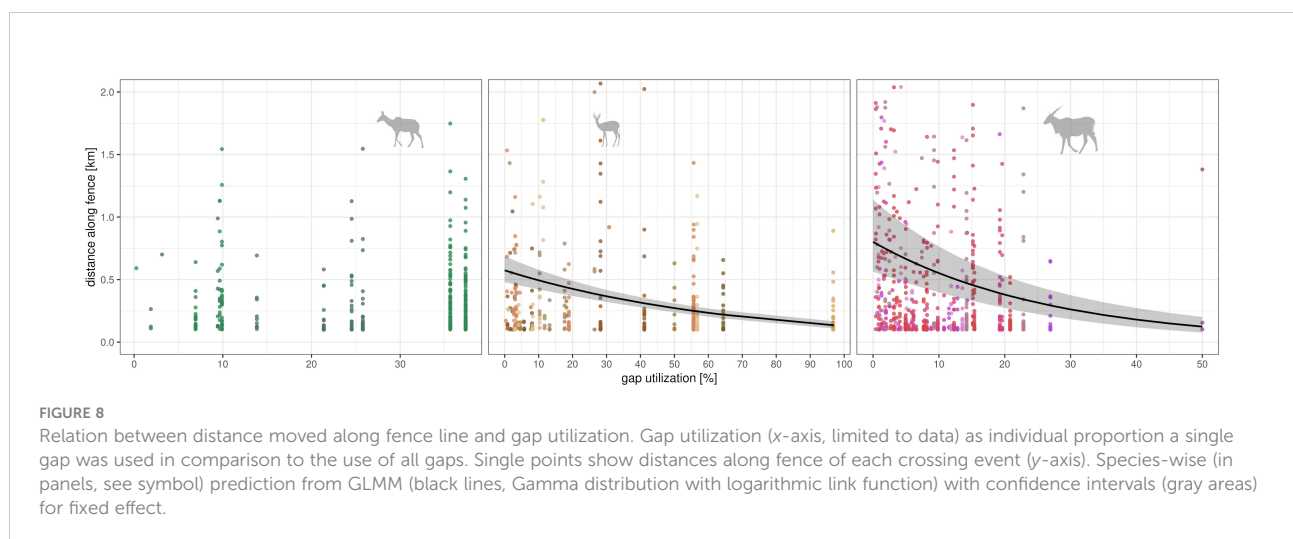 2.0
1.5
1.0
0.5
0.0
distance along fence [km]
0 10 20 30
0 10 20 30 40 50 60 70 80 90 100
0 10 20 30 40 50
gap utilization [%]
FIGURE 8
Relation between distance moved along fence line and gap utilization. Gap utilization (x-axis, limited to data) as individual proportion a single
gap was used in comparison to the use of all gaps. Single points show distances along fence of each crossing event (y-axis). Species-wise (in
panels, see symbol) prediction from GLMM (black lines, Gamma distribution with logarithmic link function) with confidence intervals (gray areas)
for fixed effect.